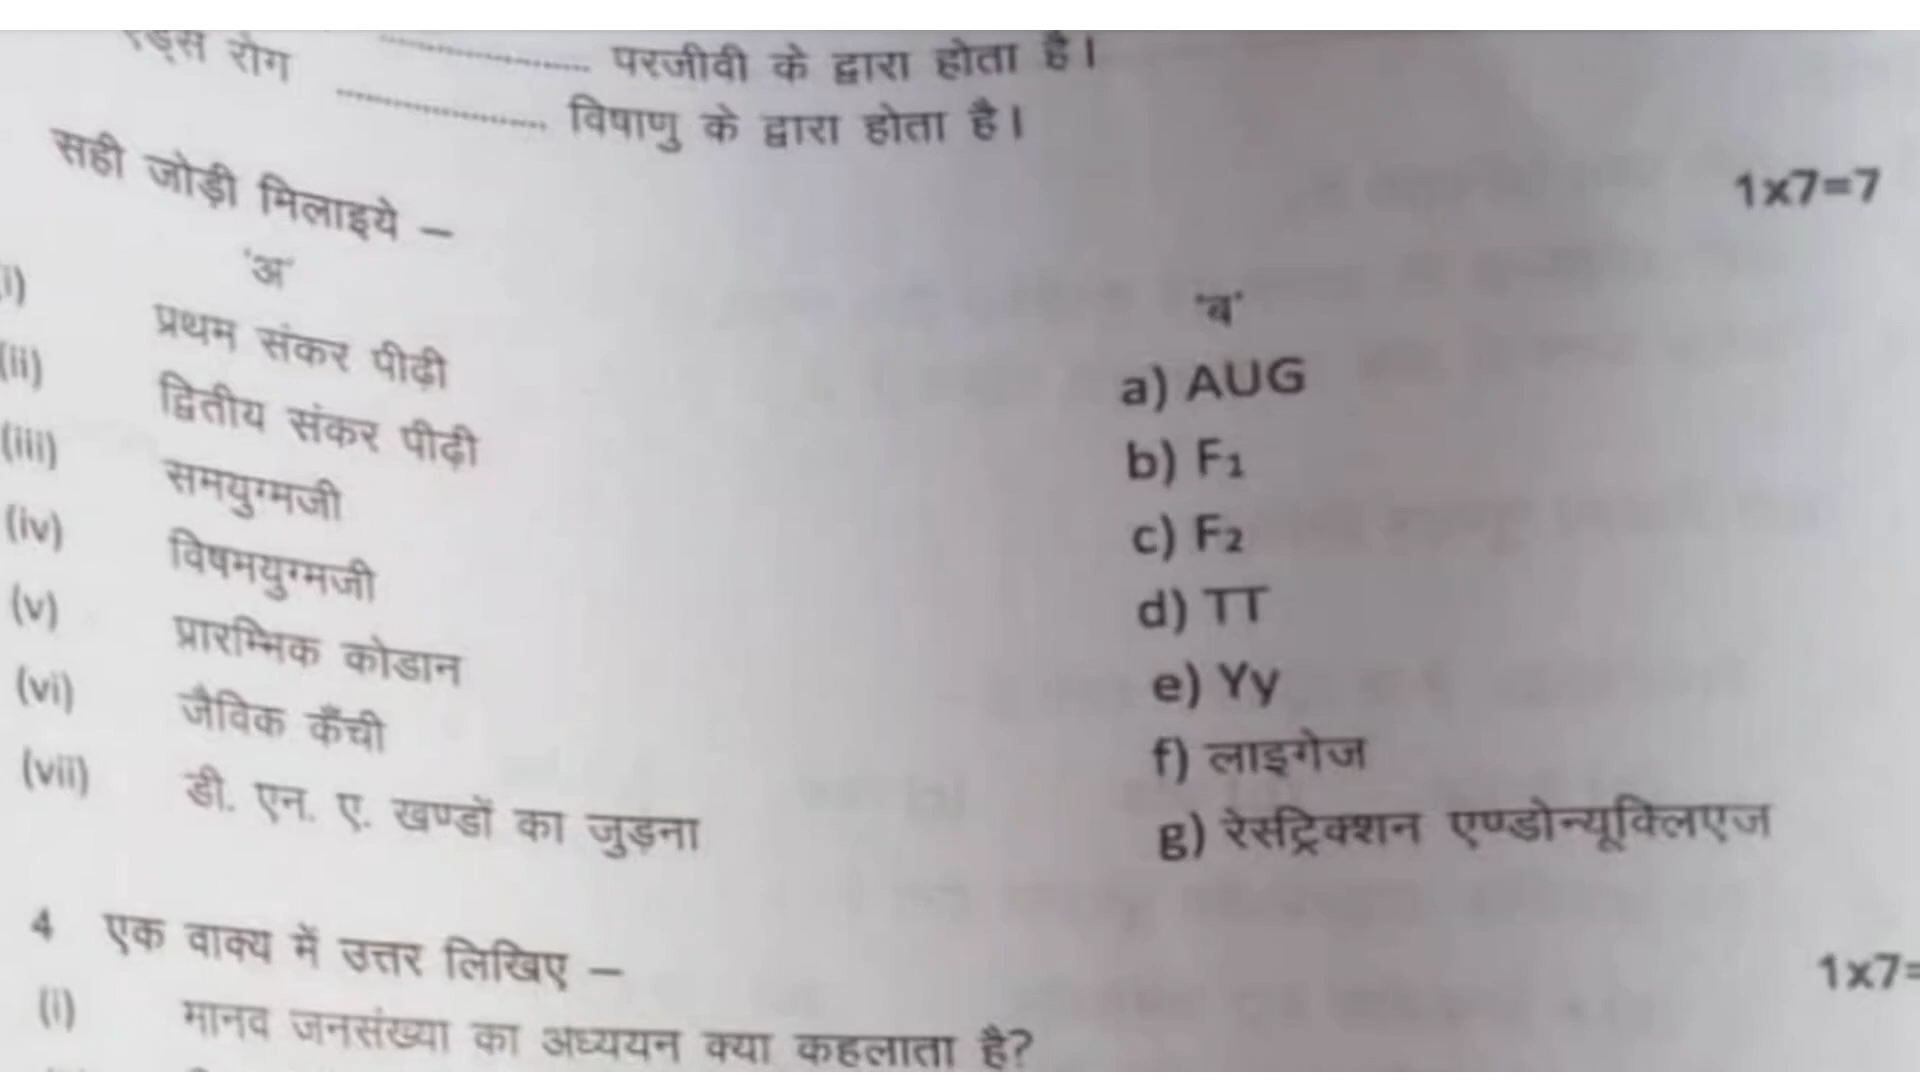 रोग
.................... परजीवी के द्वारा होता है।
.................... विषाणु के द्वारा होता है।
सही जोड़ी मिलाइये –
1x7=7
'अ'
'ब'
(i) प्रथम संकर पीढ़ी
a) AUG
(ii) द्वितीय संकर पीढ़ी
b) F1
(iii) समयुग्मजी
c) F2
(iv) विषमयुग्मजी
d) TT
(v) प्रारम्भिक कोडान
e) Yy
(vi) जैविक कैंची
f) लाइगेज
(vii) डी. एन. ए. खण्डों का जुड़ना
g) रेसट्रिक्शन एण्डोन्यूक्लिएज
4 एक वाक्य में उत्तर लिखिए –
1x7=
(i) मानव जनसंख्या का अध्ययन क्या कहलाता है?